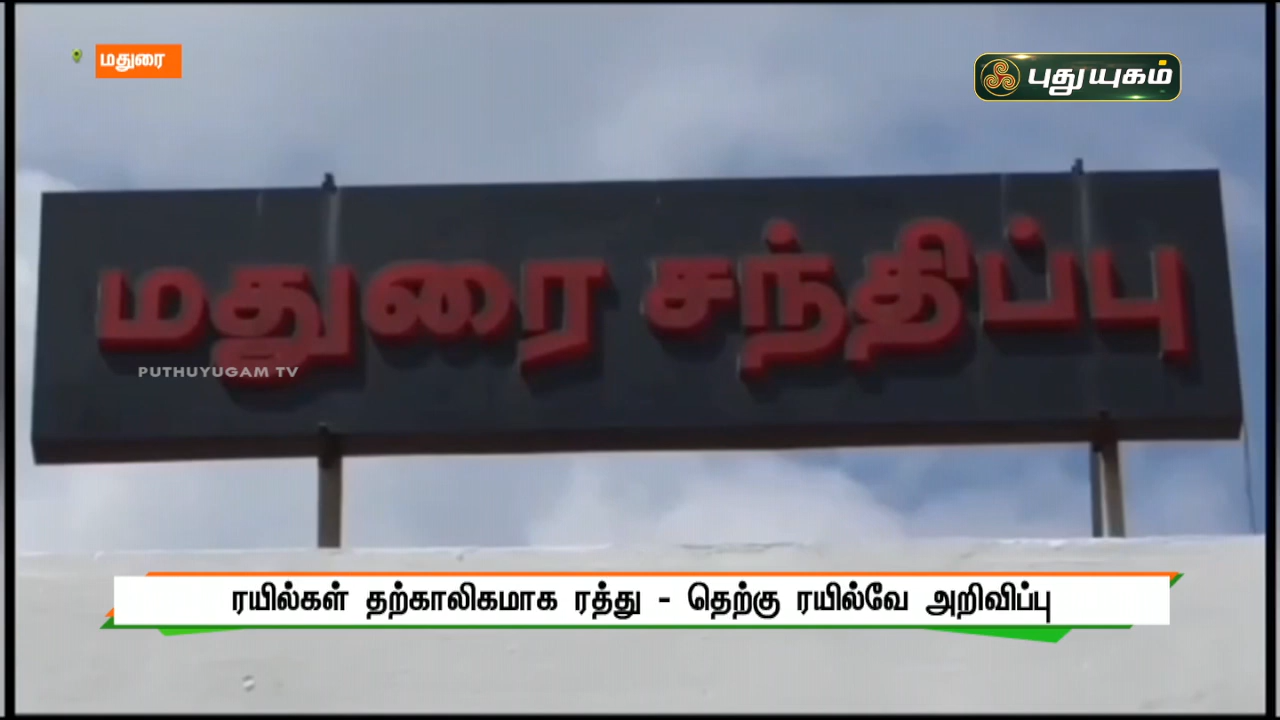 மதுரை
புதுயுகம்
மதுரை சந்திப்பு
PUTHUYUGAM TV
ரயில்கள் தற்காலிகமாக ரத்து - தெற்கு ரயில்வே அறிவிப்பு